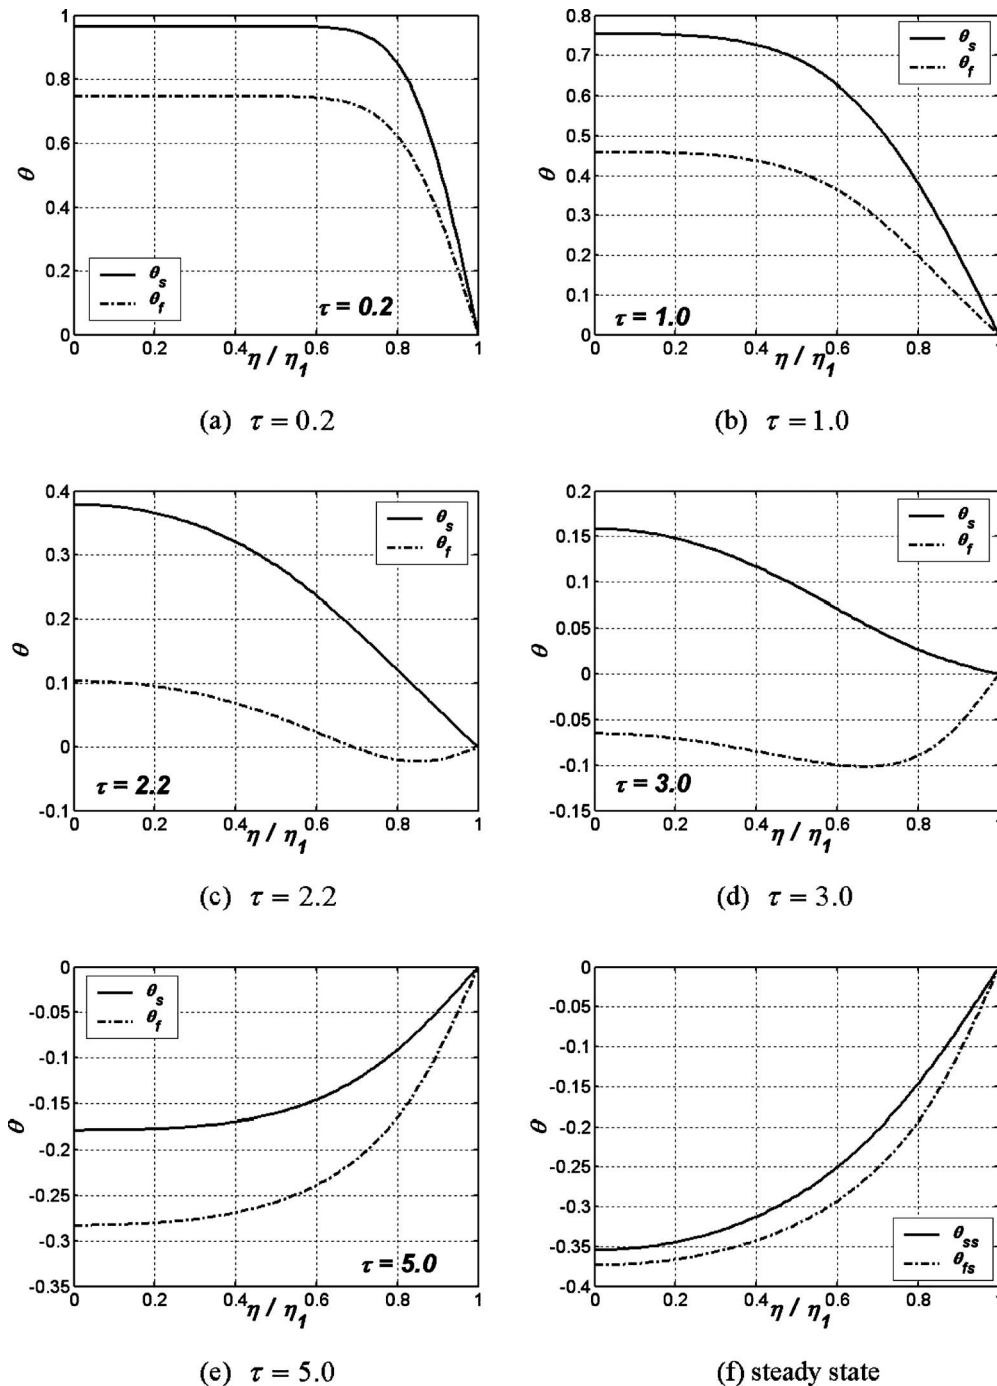 1
0.8
0.6
0.4
0.2
0
θ
θs
θf
τ = 0.2
0 0.2 0.4 0.6 0.8 1
η / η1
(a) τ = 0.2
0.8
0.7
0.6
0.5
0.4
0.3
0.2
0.1
0
θ
θs
θf
τ = 1.0
0 0.2 0.4 0.6 0.8 1
η / η1
(b) τ = 1.0
0.4
0.3
0.2
0.1
0
-0.1
θ
θs
θf
τ = 2.2
0 0.2 0.4 0.6 0.8 1
η / η1
(c) τ = 2.2
0.2
0.15
0.1
0.05
0
-0.05
-0.1
-0.15
θ
θs
θf
τ = 3.0
0 0.2 0.4 0.6 0.8 1
η / η1
(d) τ = 3.0
0
-0.05
-0.1
-0.15
-0.2
-0.25
-0.3
-0.35
θ
θs
θf
τ = 5.0
0 0.2 0.4 0.6 0.8 1
η / η1
(e) τ = 5.0
0
-0.05
-0.1
-0.15
-0.2
-0.25
-0.3
-0.35
-0.4
θ
θss
θfs
0 0.2 0.4 0.6 0.8 1
η / η1
(f) steady state